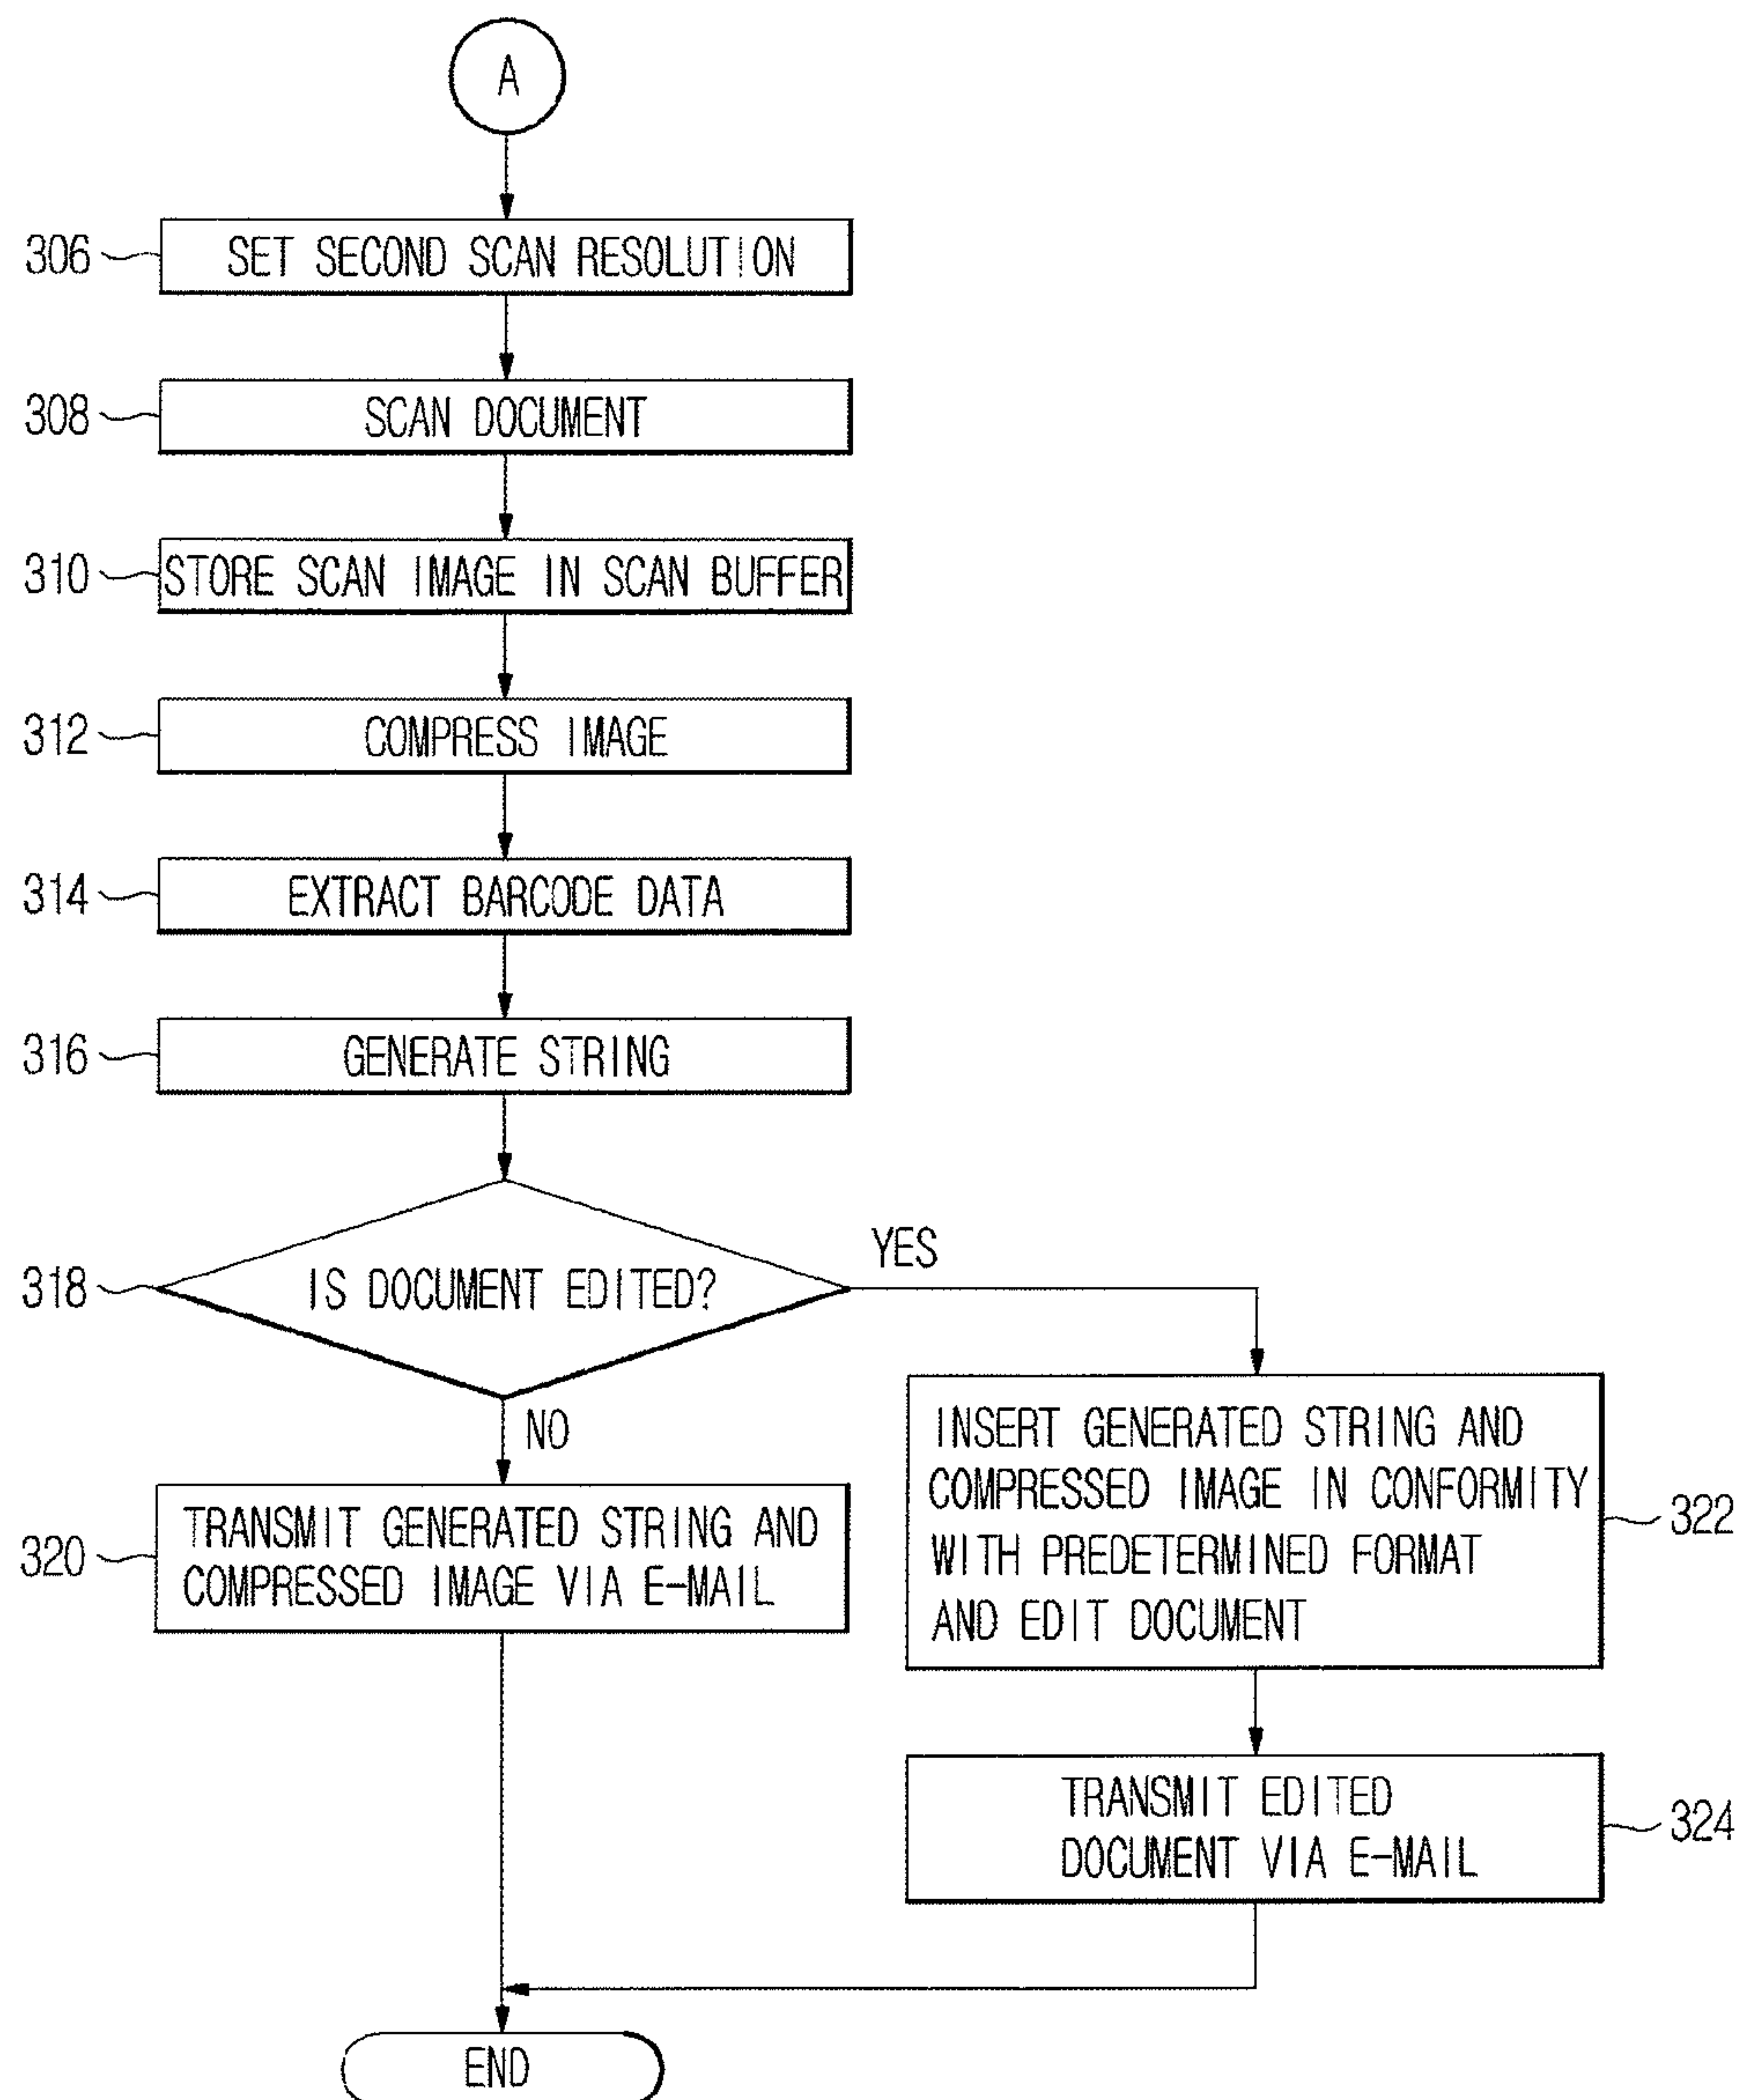 A
306
SET SECOND SCAN RESOLUTION
308
SCAN DOCUMENT
310
STORE SCAN IMAGE IN SCAN BUFFER
312
COMPRESS IMAGE
314
EXTRACT BARCODE DATA
316
GENERATE STRING
318
IS DOCUMENT EDITED?
YES
NO
320
TRANSMIT GENERATED STRING AND
COMPRESSED IMAGE VIA E-MAIL
INSERT GENERATED STRING AND
COMPRESSED IMAGE IN CONFORMITY
WITH PREDETERMINED FORMAT
AND EDIT DOCUMENT
322
TRANSMIT EDITED
DOCUMENT VIA E-MAIL
324
END